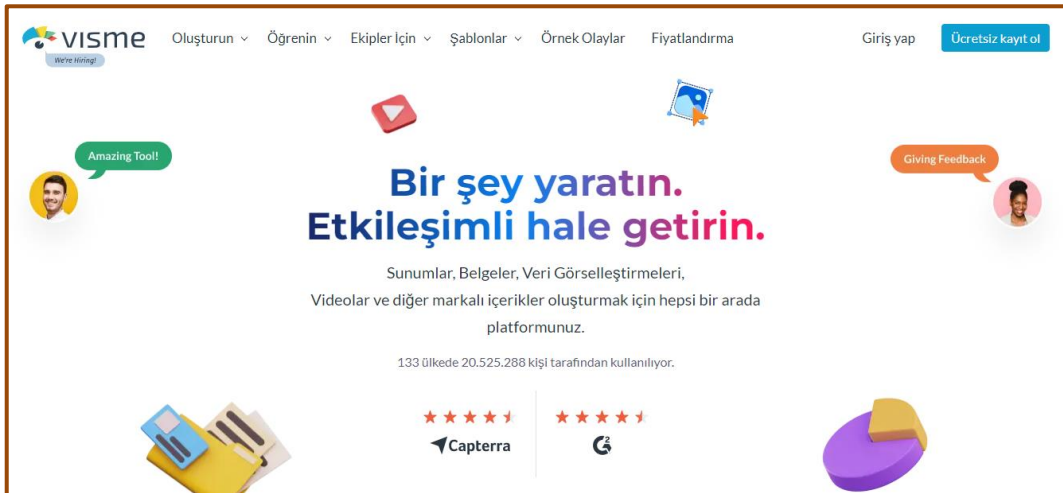 VISME
We're Hiring!
Oluşturun Öğrenin Ekipler İçin Şablonlar Örnek Olaylar Fiyatlandırma Giriş yap Ücretsiz kayıt ol
Amazing Tool!
Giving Feedback
Bir şey yaratın.
Etkileşimli hale getirin.
Sunumlar, Belgeler, Veri Görselleştirmeleri,
Videolar ve diğer markalı içerikler oluşturmak için hepsi bir arada
platformunuz.
133 ülkede 20.525.288 kişi tarafından kullanılıyor.
Capterra
G2